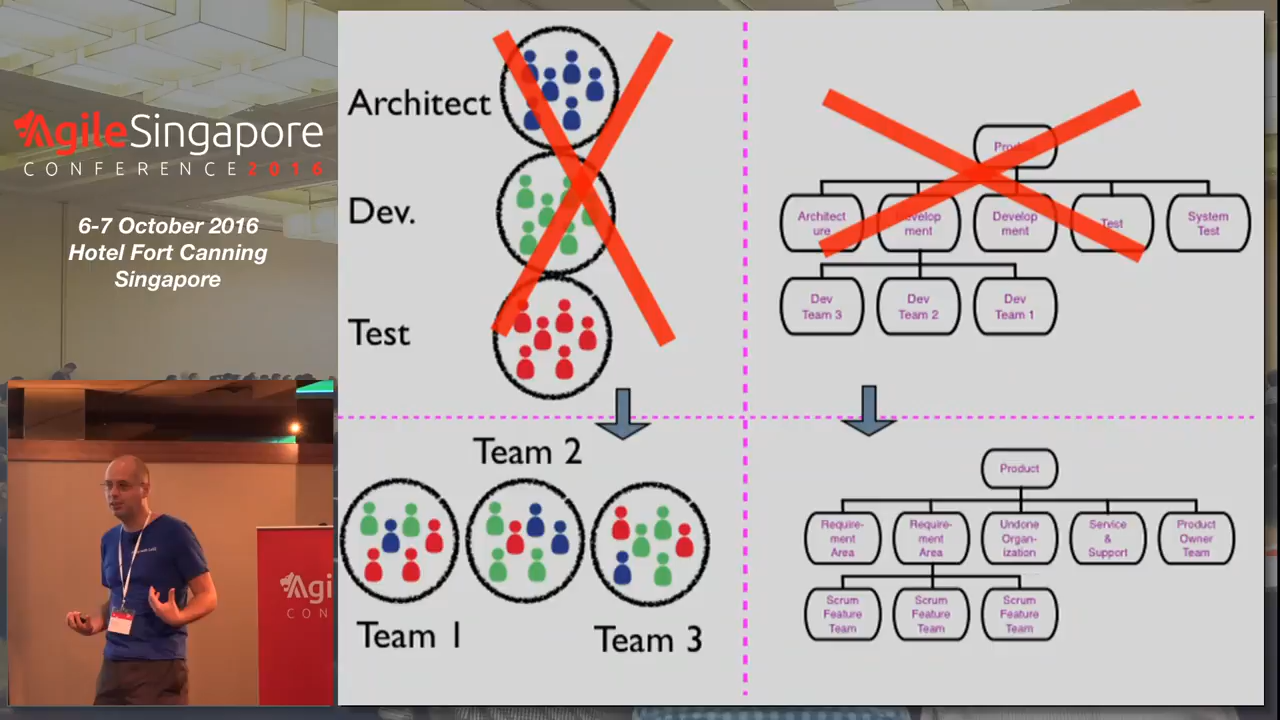 AgileSingapore
CONFERENCE 2016
6-7 October 2016
Hotel Fort Canning
Singapore
Agi
CON
Architect
Dev.
Test
Team 2
Team 1
Team 3
Architect
ure
ment
Develop
ment
Test
System
Test
Dev
Team 3
Dev
Team 2
Dev
Team 1
Product
Require-
ment
Area
Require-
ment
Area
Undone
Organ-
ization
Service
&
Support
Product
Owner
Team
Scrum
Feature
Team
Scrum
Feature
Team
Scrum
Feature
Team